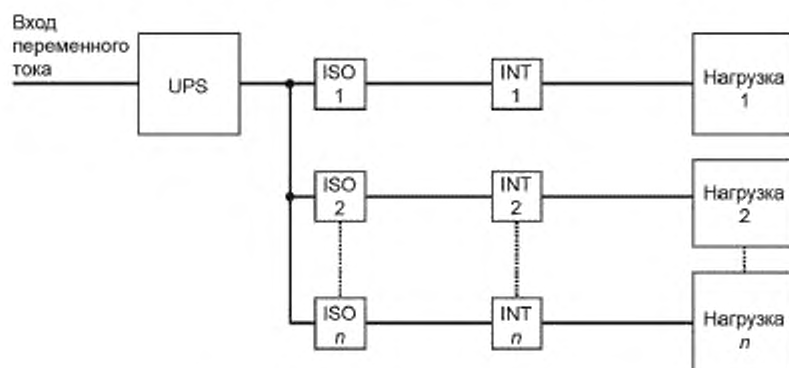 Вход
переменного
тока
UPS
ISO
1
INT
1
Нагрузка
1
ISO
2
INT
2
Нагрузка
2
ISO
n
INT
n
Нагрузка
n